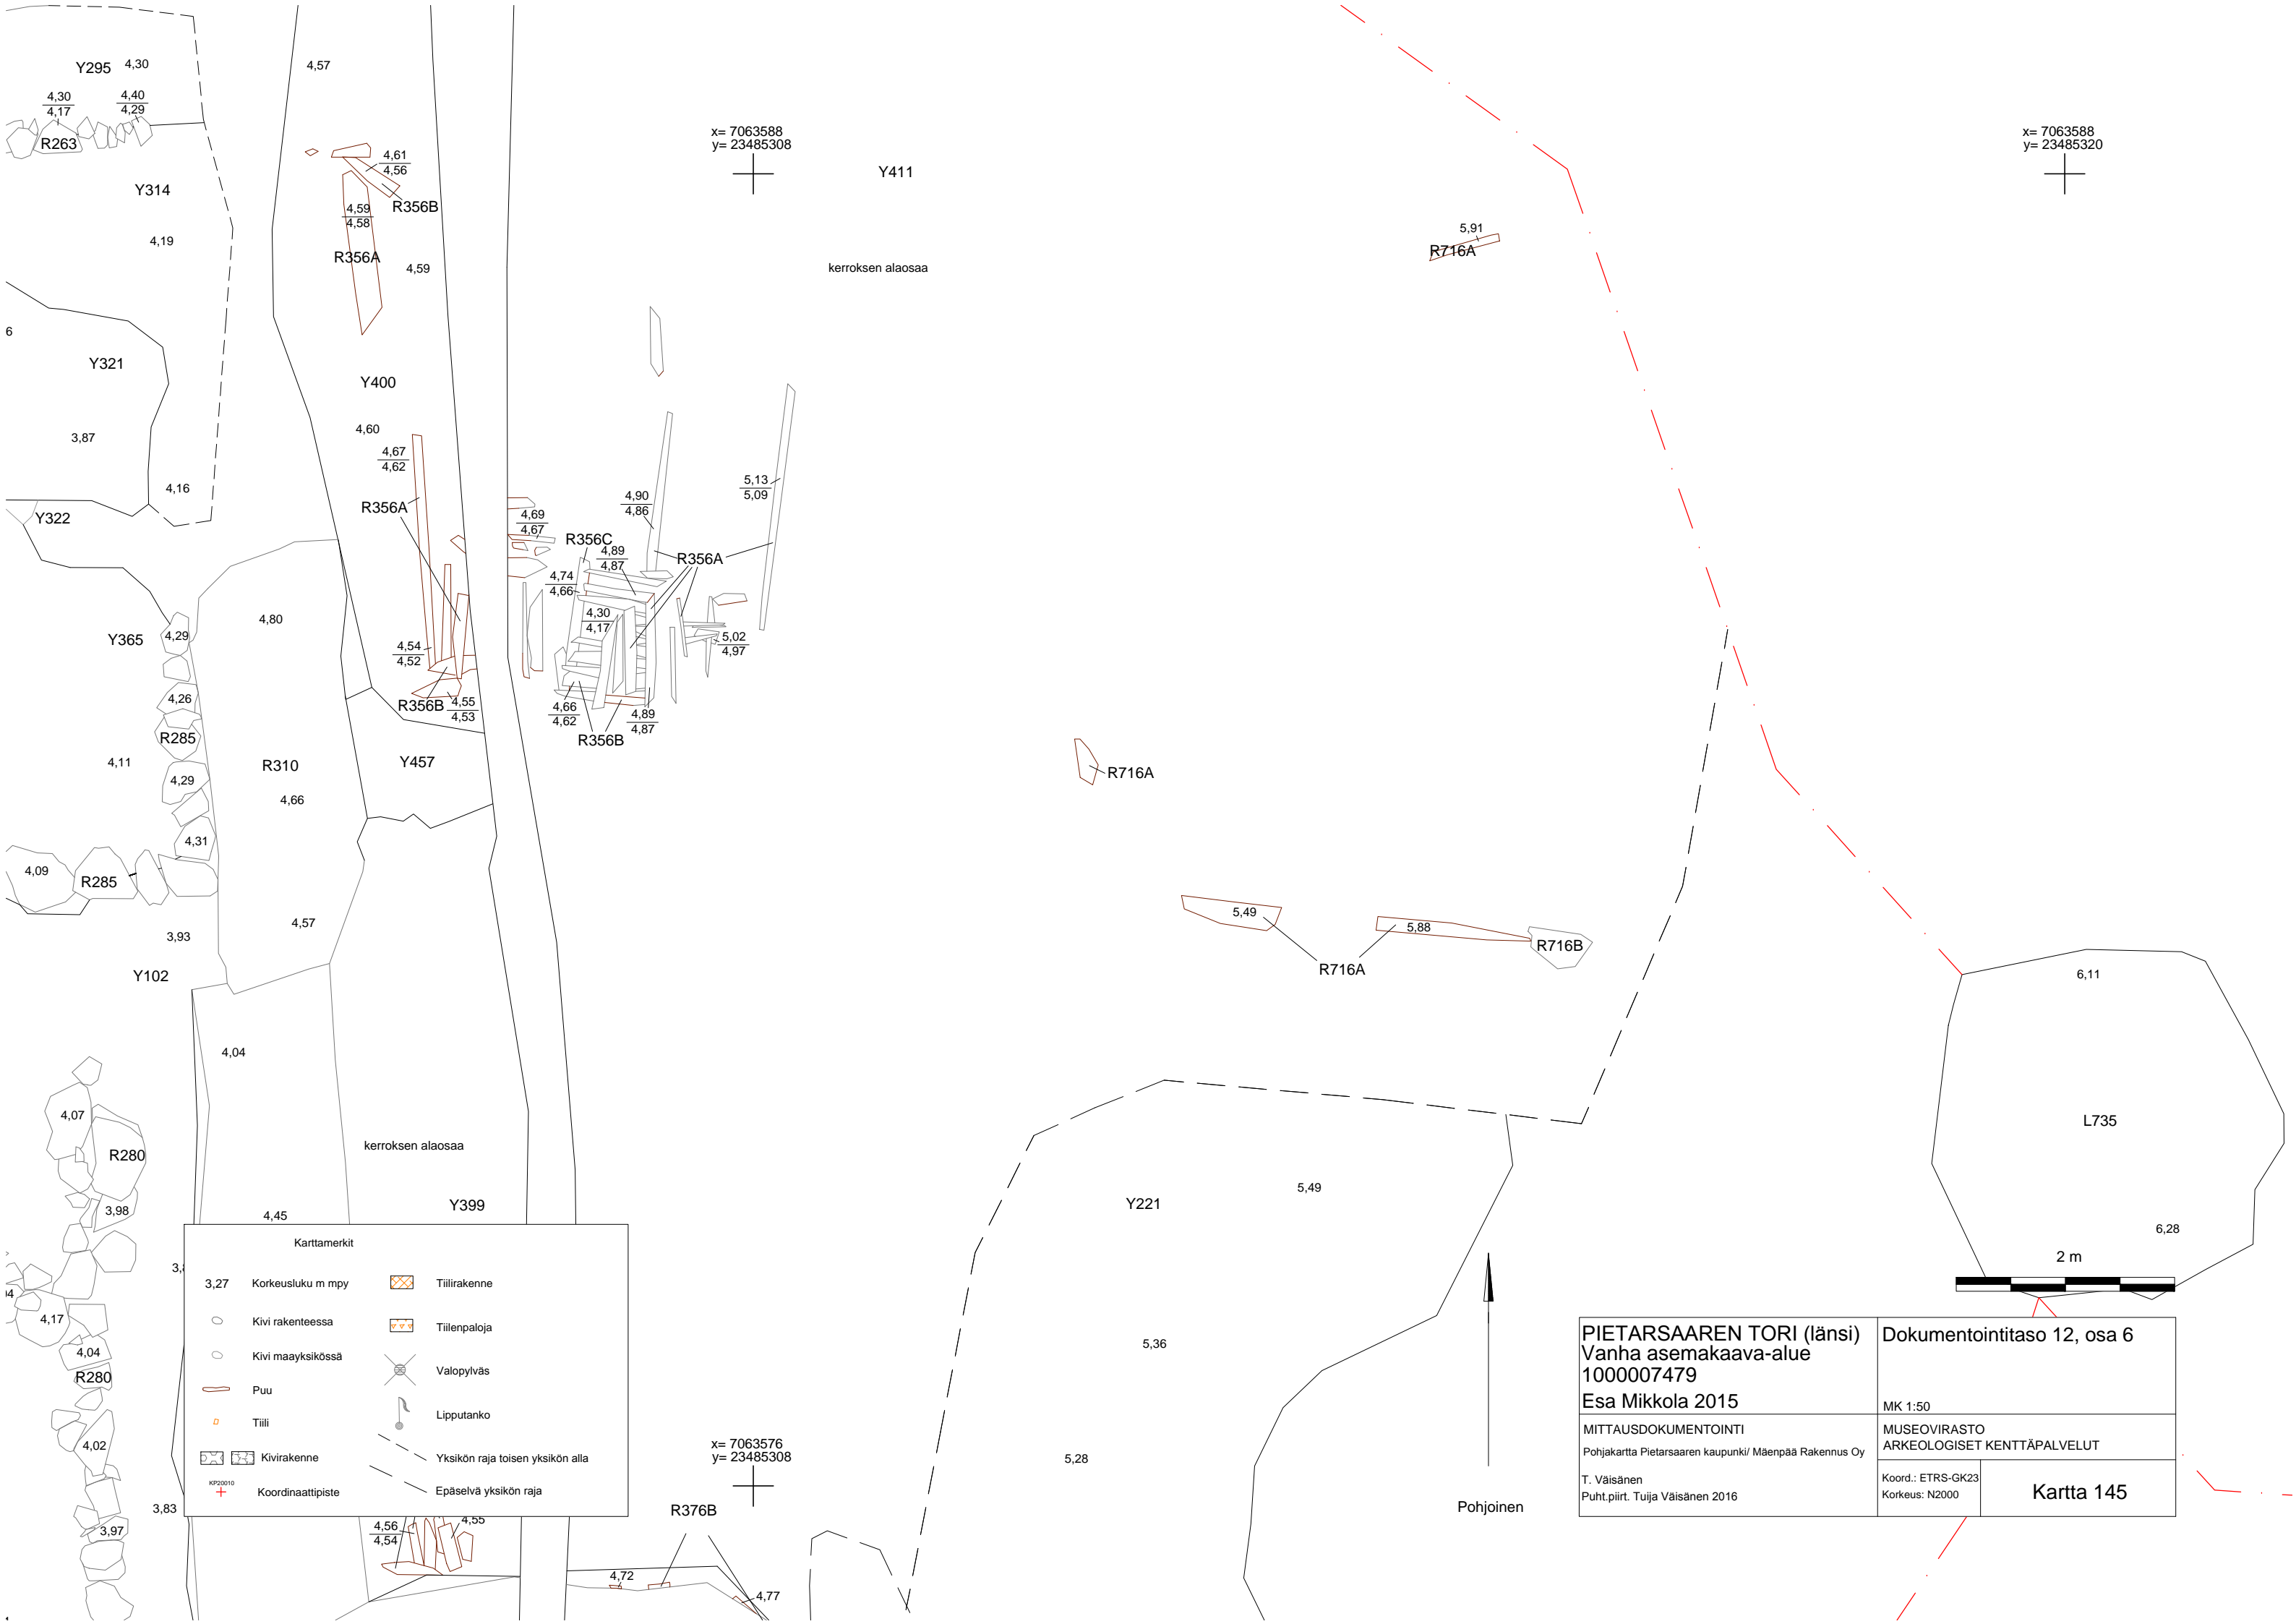 Y295 4,30
4,57
4,30
4,17
4,40
4,29
R263
x= 7063588
y= 23485308
x= 7063588
y= 23485320
4,61
4,56
Y411
Y314
R356B
4,59
4,58
4,19
5,91
R716A
R356A
4,59
kerroksen alaosaa
6
Y321
Y400
3,87
4,60
4,67
4,62
4,16
5,13
5,09
4,90
4,86
R356A
Y322
4,69
4,67
R356C
4,89
4,87
R356A
4,74
4,66
4,80
4,30
4,17
Y365
4,29
4,54
4,52
5,02
4,97
4,26
R356B
4,55
4,53
4,66
4,62
4,89
4,87
R285
R356B
4,11
R310
Y457
4,29
R716A
4,66
4,31
4,09
R285
5,49
4,57
5,88
3,93
R716B
Y102
R716A
6,11
4,04
4,07
L735
kerroksen alaosaa
R280
5,49
Y399
Y221
3,98
4,45
6,28
Karttamerkit
2 m
3,27 Korkeusluku m mpy
Tiilirakenne
Kivi rakenteessa
Tiilenpaloja
Kivi maayksikössä
Valopylväs
Puu
Lipputanko
Tiili
Kivirakenne
Yksikön raja toisen yksikön alla
KP20010
Koordinaattipiste
Epäselvä yksikön raja
4,17
4,04
R280
5,36
4,02
x= 7063576
y= 23485308
5,28
3,83
R376B
Pohjoinen
3,97
4,56
4,54
4,55
4,72
4,77
PIETARSAAREN TORI (länsi)
Vanha asemakaava-alue
1000007479
Esa Mikkola 2015
Dokumentointitaso 12, osa 6
MK 1:50
MITTAUSDOKUMENTOINTI
Pohjakartta Pietarsaaren kaupunki/ Mäenpää Rakennus Oy
T. Väisänen
Puht.piirt. Tuija Väisänen 2016
MUSEOVIRASTO
ARKEOLOGISET KENTTÄPALVELUT
Koord.: ETRS-GK23
Korkeus: N2000
Kartta 145